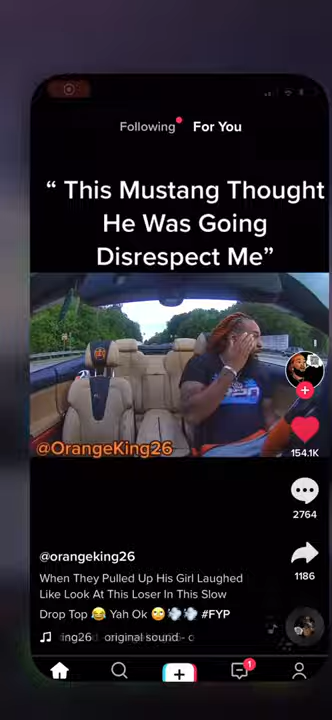 Following For You
“ This Mustang Thought
He Was Going
Disrespect Me”
@OrangeKing26
154.1K
2764
@orangeking26
1186
When They Pulled Up His Girl Laughed
Like Look At This Loser In This Slow
Drop Top 😂 Yah Ok 🙄💨💨 #FYP
ing26 original sound - o
1